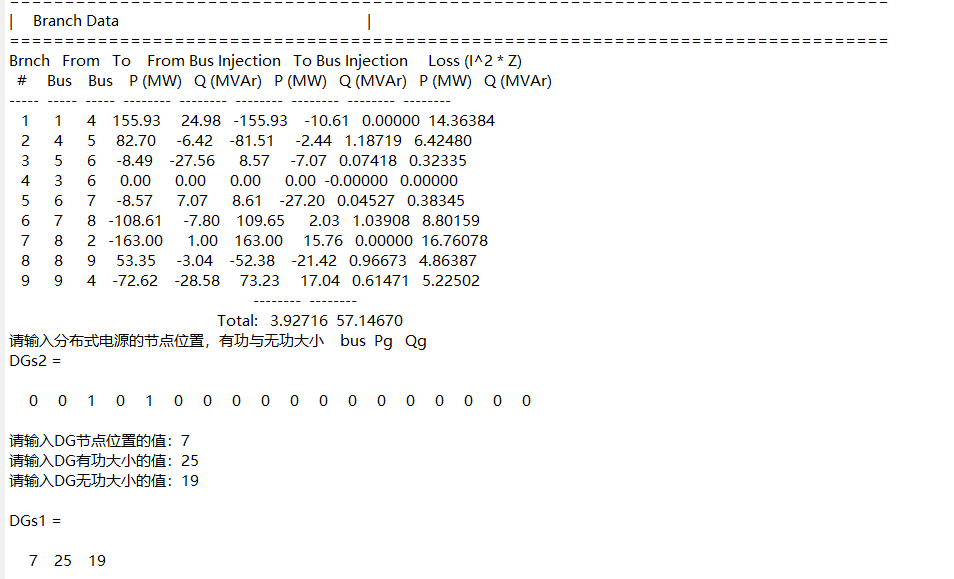 ================================================================================
|     Branch Data                                                              |
================================================================================
Brnch   From   To    From Bus Injection   To Bus Injection     Loss (I^2 * Z)
  #     Bus    Bus    P (MW)   Q (MVAr)   P (MW)   Q (MVAr)   P (MW)   Q (MVAr)
-----  -----  -----  --------  --------  --------  --------  --------  --------
1      1      4    155.93     24.98   -155.93    -10.61   0.00000  14.36384
2      4      5     82.70     -6.42    -81.51     -2.44   1.18719   6.42480
3      5      6     -8.49    -27.56      8.57     -7.07   0.07418   0.32335
4      3      6      0.00      0.00      0.00      0.00  -0.00000   0.00000
5      6      7     -8.57      7.07      8.61    -27.20   0.04527   0.38345
6      7      8   -108.61     -7.80    109.65      2.03   1.03908   8.80159
7      8      2   -163.00      1.00    163.00     15.76   0.00000  16.76078
8      8      9     53.35     -3.04    -52.38    -21.42   0.96673   4.86387
9      9      4    -72.62    -28.58     73.23     17.04   0.61471   5.22502
--------  --------
Total:   3.92716  57.14670
请输入分布式电源的节点位置，有功与无功大小    bus  Pg   Qg
DGs2 =
0    0    1    0    1    0    0    0    0    0    0    0    0    0    0    0    0    0
请输入DG节点位置的值：7
请输入DG有功大小的值：25
请输入DG无功大小的值：19
DGs1 =
7    25    19